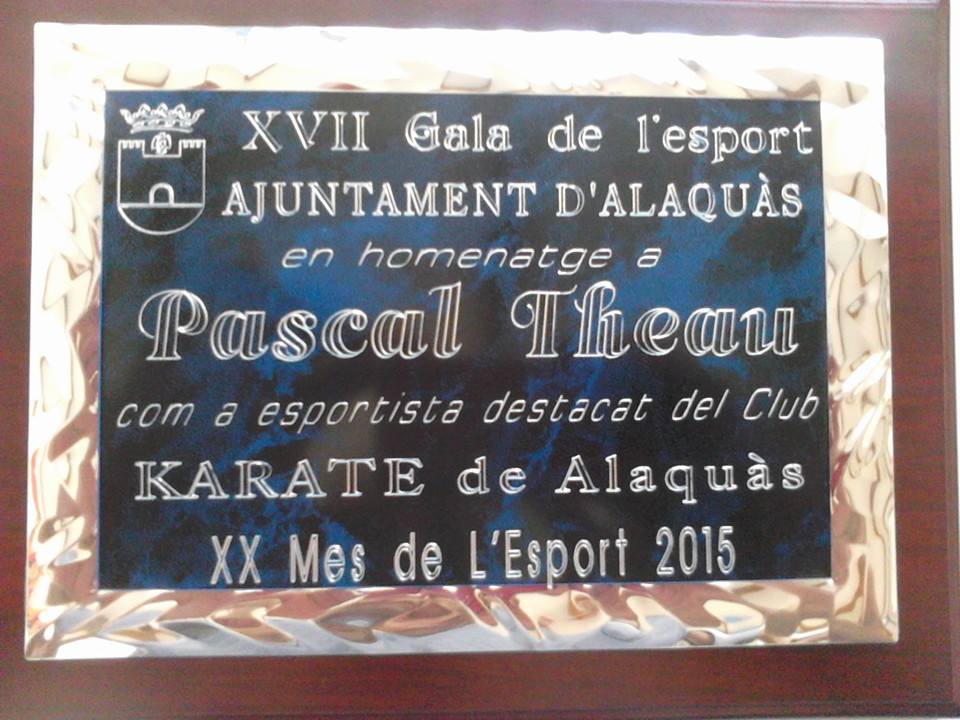 XVII Gala de l'esport
AJUNTAMENT D'ALAQUÀS
en homenatge a
Pascal Theau
com a esportista destacat del Club
KARATE de Alaquàs
XX Mes de L'Esport 2015